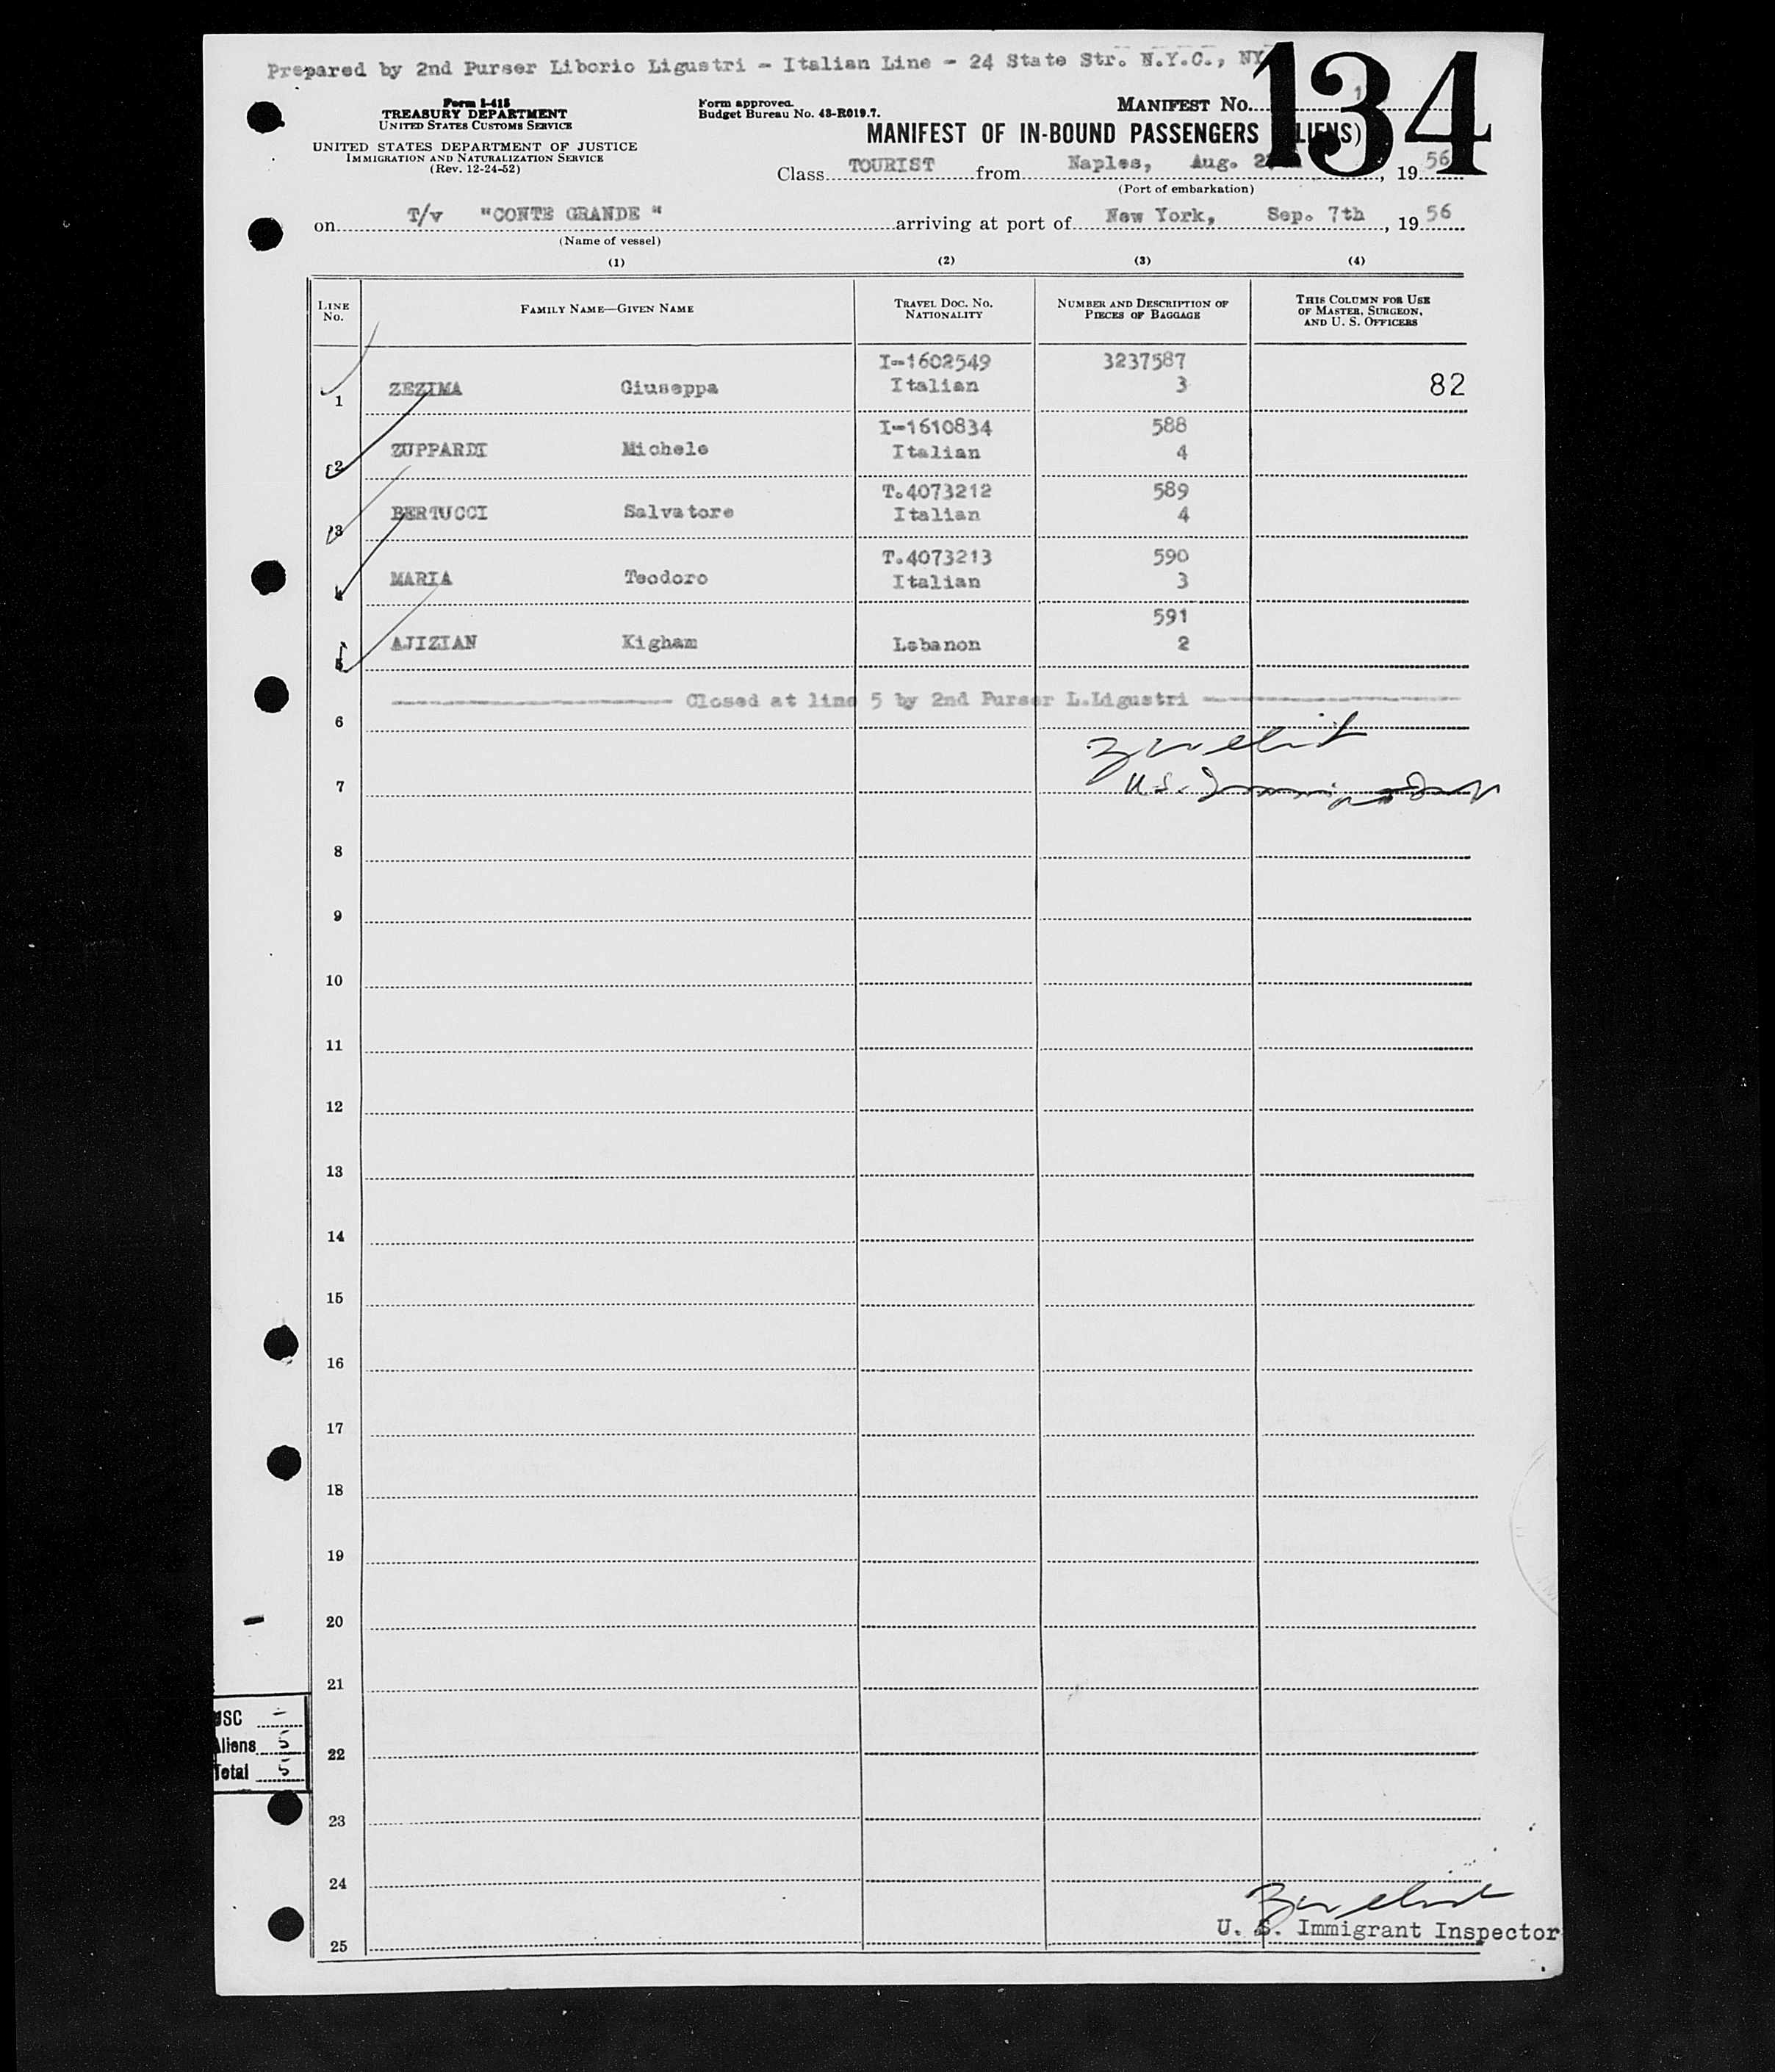 Prepared by 2nd Purser Liborio Ligustri - Italian Line - 24 State Str. N.Y.C., NY
134
Form I-418
TREASURY DEPARTMENT
UNITED STATES CUSTOMS SERVICE
UNITED STATES DEPARTMENT OF JUSTICE
IMMIGRATION AND NATURALIZATION SERVICE
(Rev. 12-24-52)
Form approved.
Budget Bureau No. 43-R019.7.
MANIFEST NO. 1
MANIFEST OF IN-BOUND PASSENGERS (ALIENS)
Class TOURIST from Naples, Aug. , 19 56
(Port of embarkation)
on T/v "CONTE GRANDE " arriving at port of New York, Sep. 7th , 19 56
(Name of vessel)
(1) (2) (3) (4)
LINE NO. FAMILY NAME—GIVEN NAME TRAVEL DOC. NO. NATIONALITY NUMBER AND DESCRIPTION OF PIECES OF BAGGAGE THIS COLUMN FOR USE OF MASTER, SURGEON, AND U. S. OFFICERS
I-1602549 3237587
1 ZEZIMA Giuseppa Italian 3 82
I-1610834 588
2 ZUPPARDI Michele Italian 4
T.4073212 589
3 BERTUCCI Salvatore Italian 4
T.4073213 590
4 MARIA Teodoro Italian 3
591
5 AJIZIAN Kigham Lebanon 2
Closed at line 5 by 2nd Purser L.Ligustri
6
U.S.
7
8
9
10
11
12
13
14
15
16
17
18
19
20
21
USC -
Aliens 5
22
Total 5
23
24
U. S. Immigrant Inspector
25